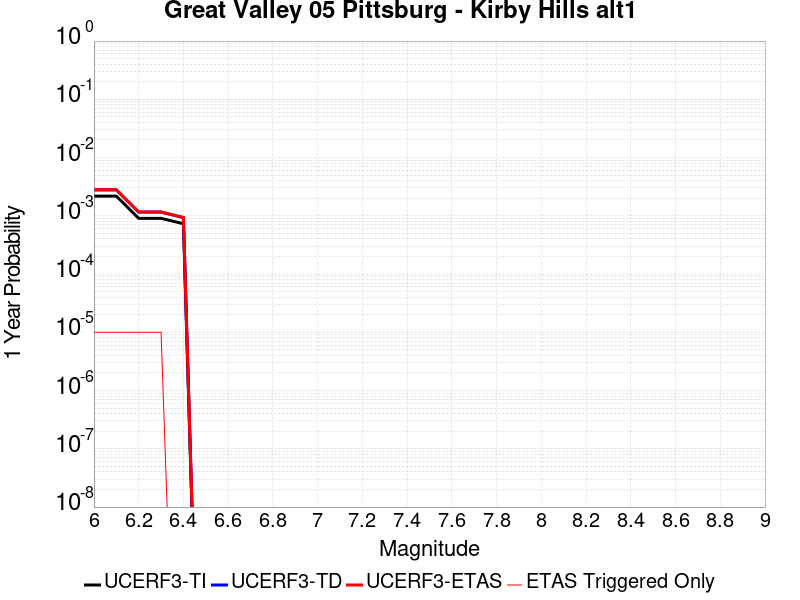 Great Valley 05 Pittsburg - Kirby Hills alt1
10^0
10^-1
10^-2
10^-3
10^-4
10^-5
10^-6
10^-7
10^-8
1 Year Probability
6 6.2 6.4 6.6 6.8 7 7.2 7.4 7.6 7.8 8 8.2 8.4 8.6 8.8 9
Magnitude
UCERF3-TI UCERF3-TD UCERF3-ETAS ETAS Triggered Only